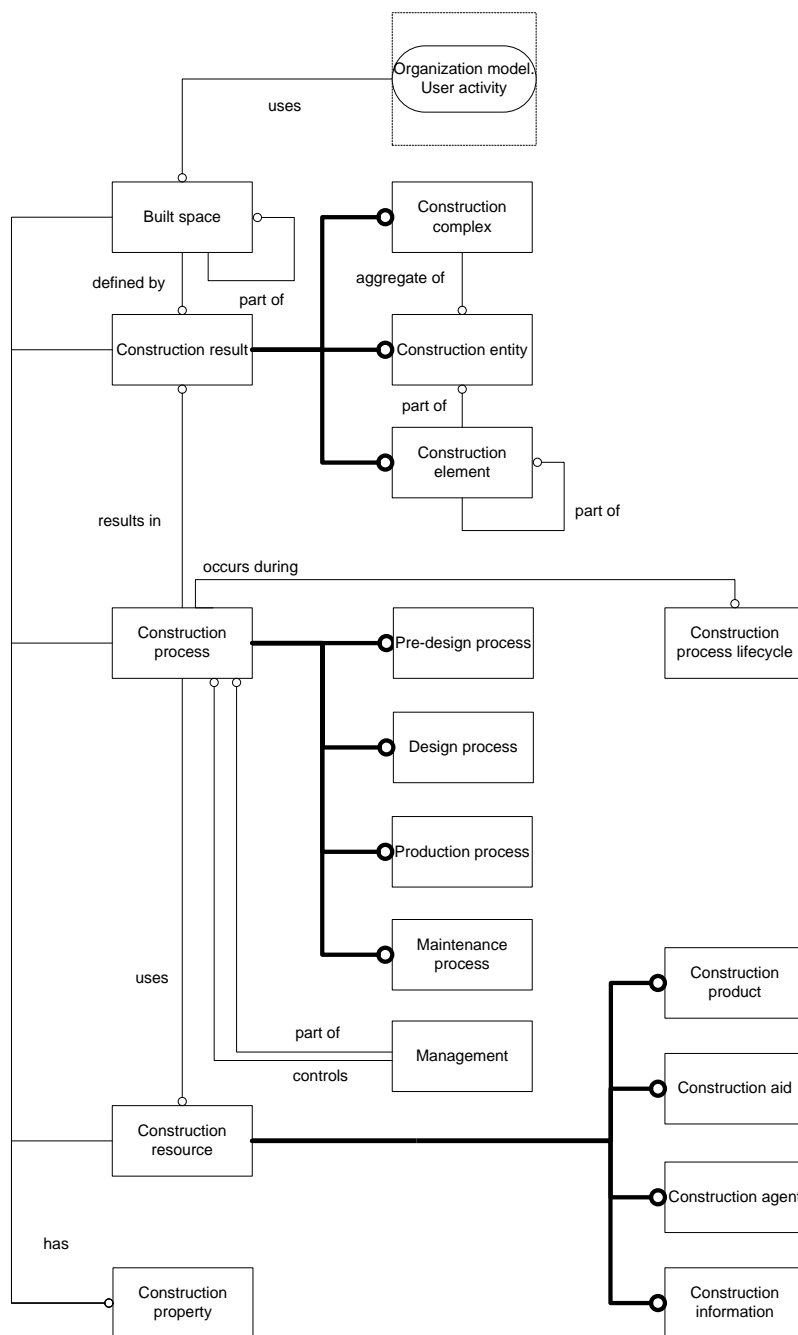 Organization model.
User activity
uses
Built space
Construction
complex
defined by
part of
aggregate of
Construction result
Construction entity
part of
Construction
element
part of
results in
occurs during
Construction
process
Pre-design process
Construction
process lifecycle
Design process
Production process
Maintenance
process
uses
Construction
product
part of
Management
controls
Construction aid
Construction
resource
Construction agent
has
Construction
property
Construction
information